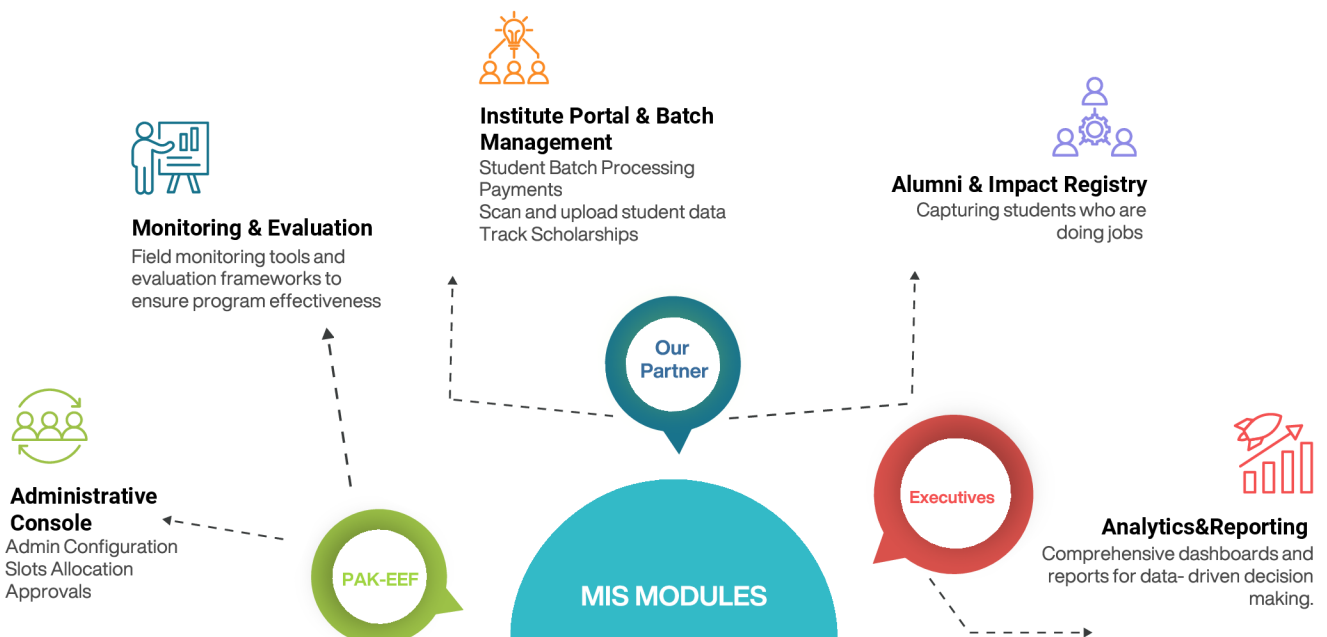 Institute Portal & Batch
Management
Student Batch Processing
Payments
Scan and upload student data
Track Scholarships
Alumni & Impact Registry
Capturing students who are
doing jobs
Monitoring & Evaluation
Field monitoring tools and
evaluation frameworks to
ensure program effectiveness
Our
Partner
Administrative
Console
Admin Configuration
Slots Allocation
Approvals
PAK-EEF
Executives
Analytics&Reporting
Comprehensive dashboards and
reports for data- driven decision
making.
MIS MODULES